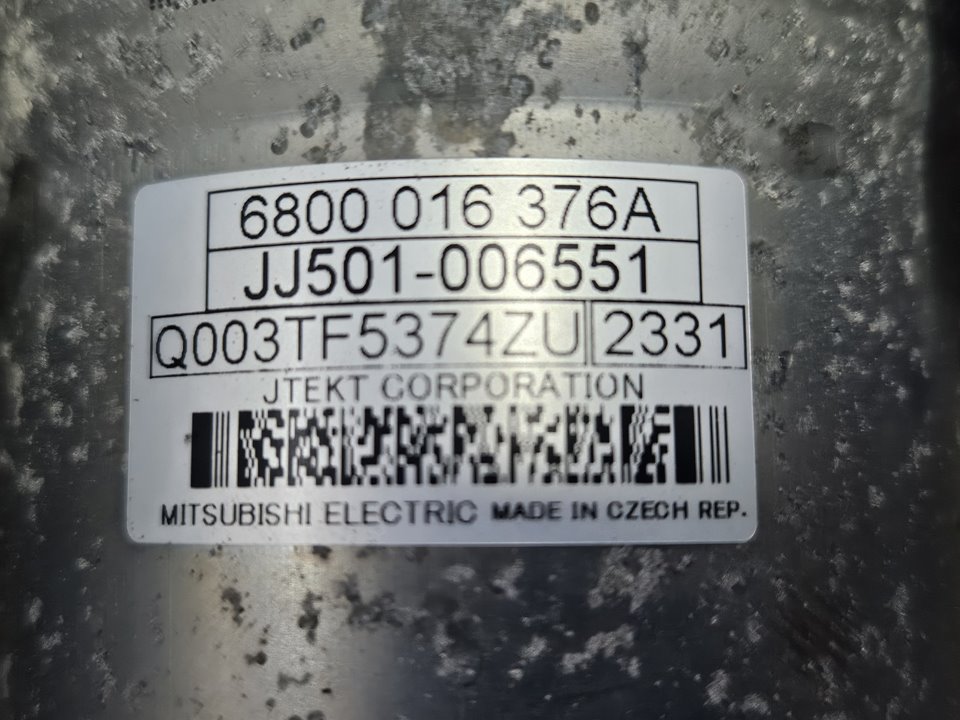 6800 016 376A
JJ501-006551
Q003TF5374ZU 2331
JTEKT CORPORATION
MITSUBISHI ELECTRIC MADE IN CZECH REP.